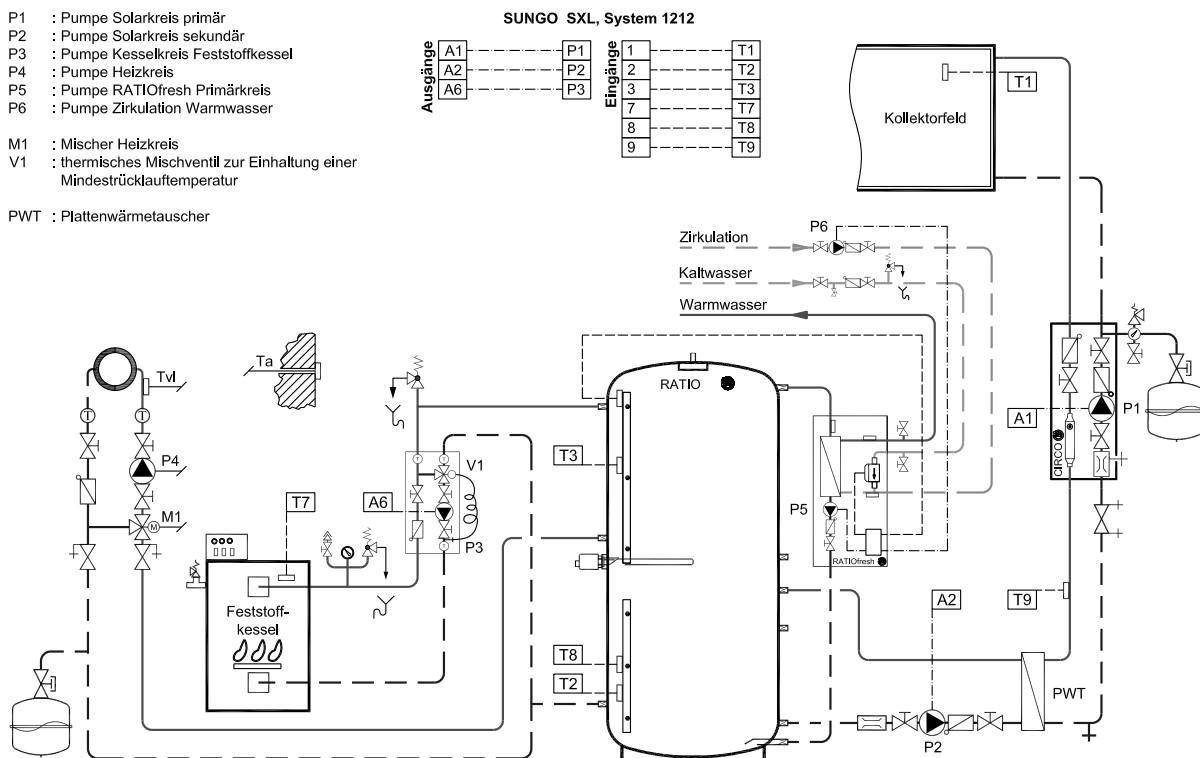 P1 : Pumpe Solarkreis primär
P2 : Pumpe Solarkreis sekundär
P3 : Pumpe Kesselkreis Feststoffkessel
P4 : Pumpe Heizkreis
P5 : Pumpe RATIOfresh Primärkreis
P6 : Pumpe Zirkulation Warmwasser
M1 : Mischer Heizkreis
V1 : thermisches Mischventil zur Einhaltung einer
Mindestrücklauftemperatur
PWT : Plattenwärmetauscher
SUNGO SXL, System 1212
Ausgänge
A1 P1
A2 P2
A6 P3
Eingänge
1 T1
2 T2
3 T3
7 T7
8 T8
9 T9
T1
Kollektorfeld
P6
Zirkulation
Kaltwasser
Warmwasser
Ta
Tvl
T
T
P4
M1
M
T7
A6
T
T
V1
P3
T
Feststoff-
kessel
RATIO
T3
T8
T2
P5
RATIOfresh
A1
P1
CIRCO
A2
T9
P2
PWT